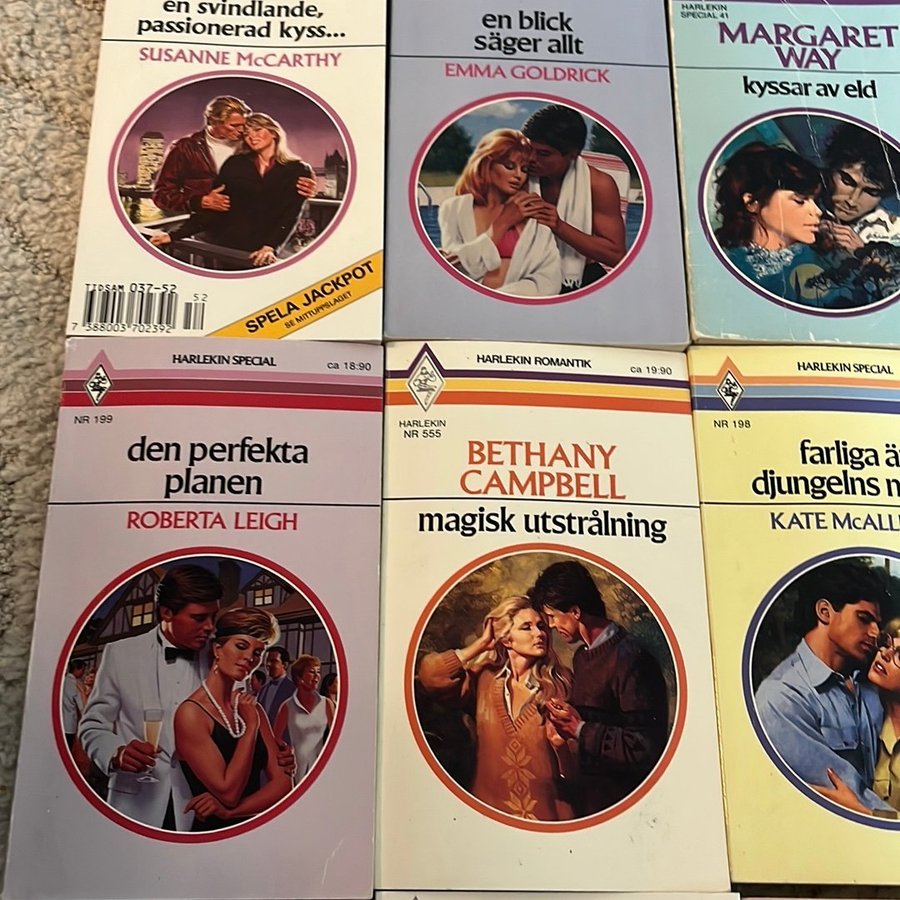 en svindlande,
passionerad kyss...
SUSANNE McCARTHY
TIDSAM 037-52
52
7 388003 702392
SPELA JACKPOT
SE MITTUPPSLAGET
en blick
säger allt
EMMA GOLDRICK
HARLEKIN
SPECIAL 41
MARGARET
WAY
kyssar av eld
HARLEKIN SPECIAL
ca 18:90
NR 199
den perfekta
planen
ROBERTA LEIGH
HARLEKIN ROMANTIK
ca 19:90
HARLEKIN
NR 555
BETHANY
CAMPBELL
magisk utstrålning
HARLEKIN SPECIAL
NR 198
farliga
djungelns
KATE